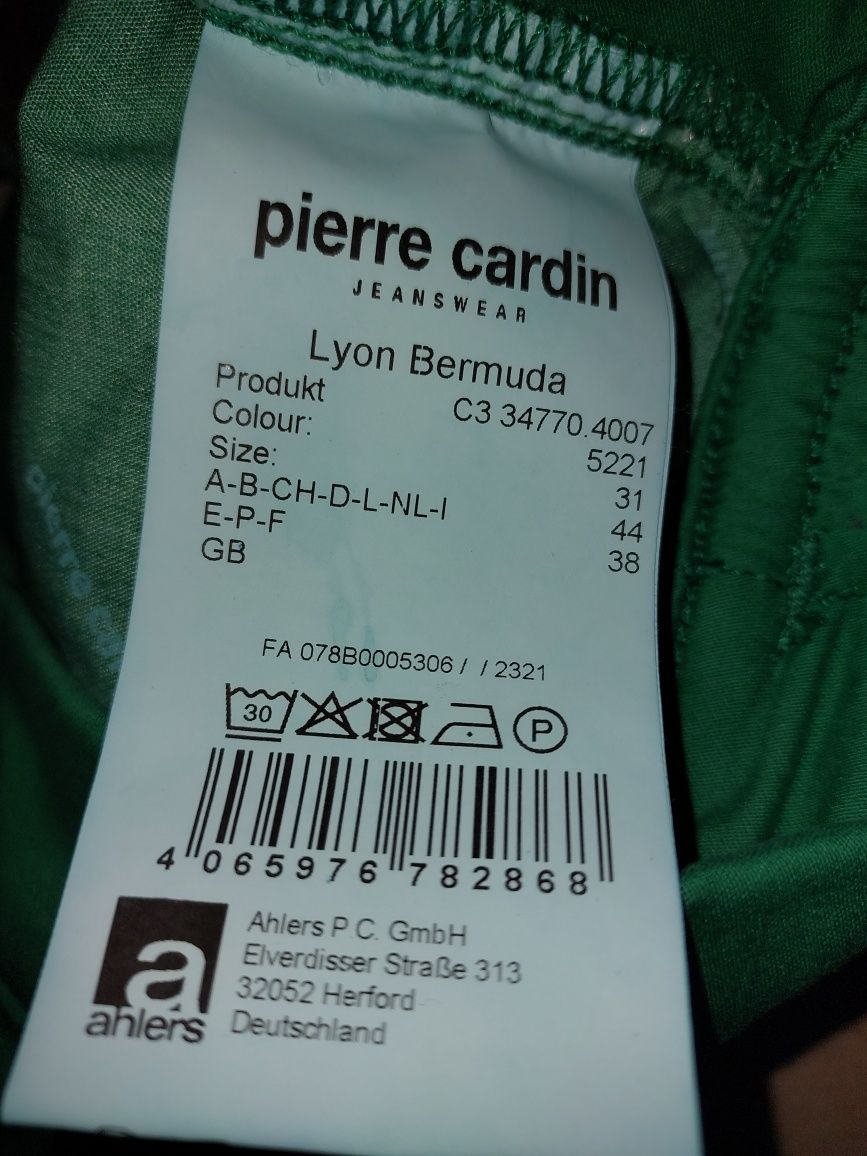 pierre cardin
JEANSWEAR
Lyon Bermuda
Produkt C3 34770.4007
Colour: 5221
Size: 31
A-B-CH-D-L-NL-I 44
E-P-F 38
GB
FA 078B0005306 / / 2321
30 P
4 065976 782868
a
ahlers
Ahlers P.C. GmbH
Elverdisser Straße 313
32052 Herford
Deutschland